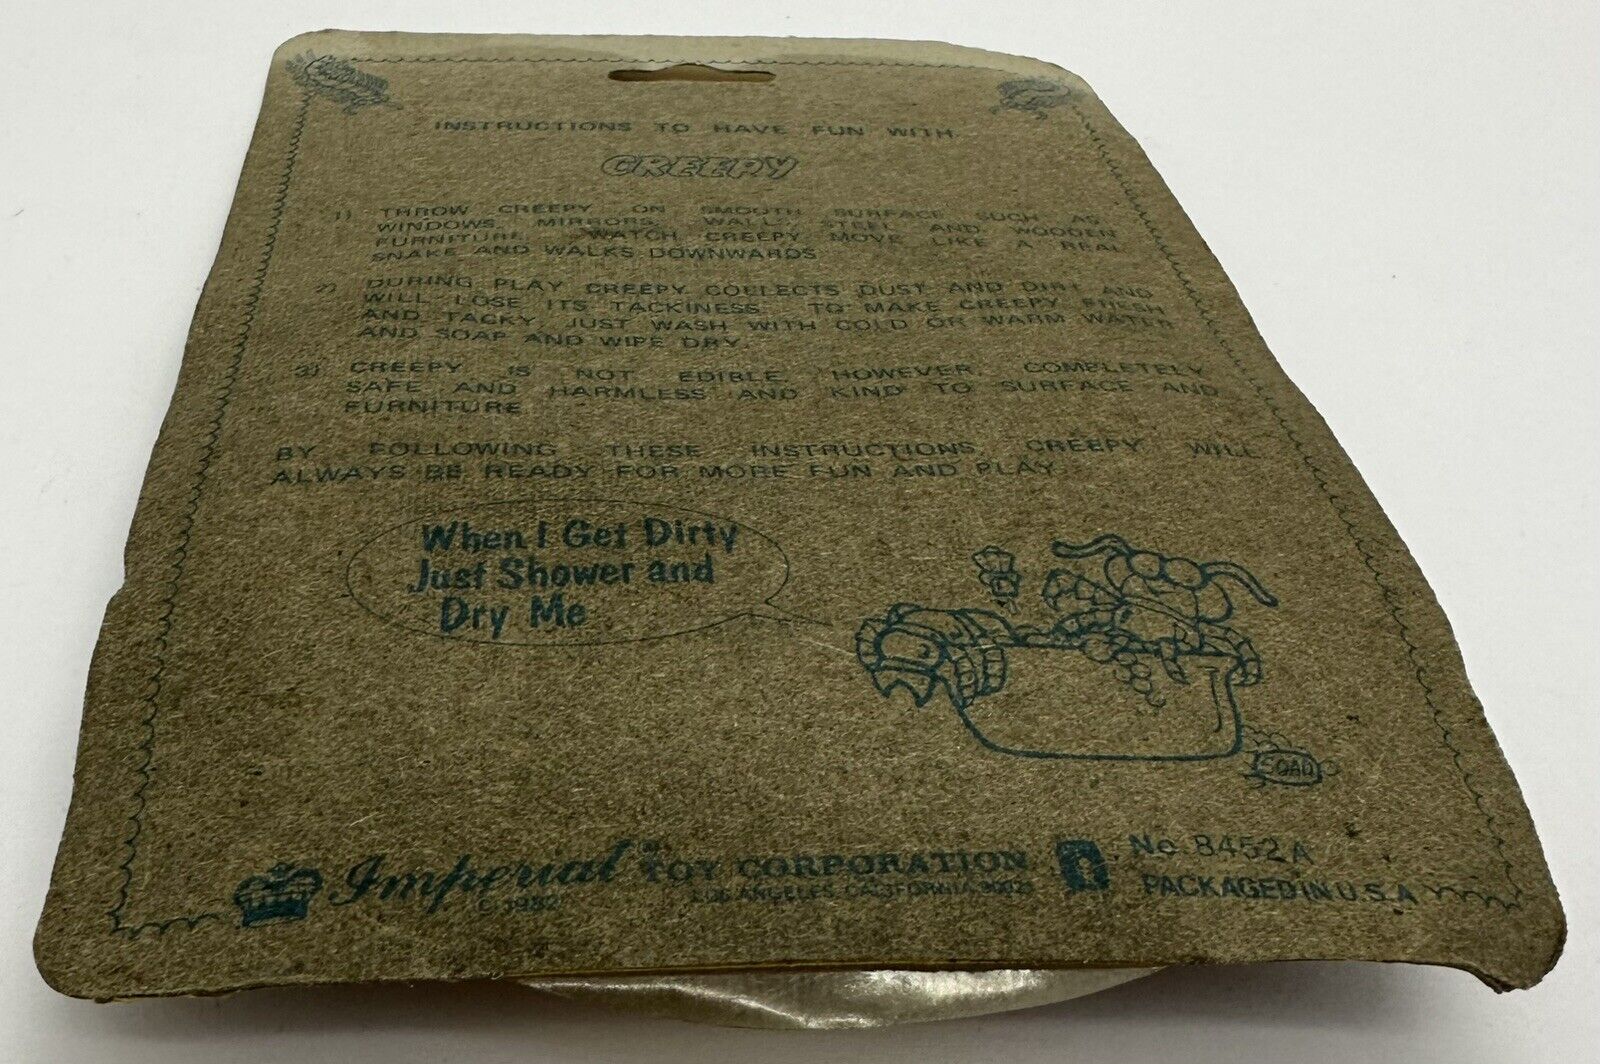 INSTRUCTIONS TO HAVE FUN WITH
CREEPY
1) THROW CREEPY ON SMOOTH SURFACE SUCH AS
WINDOWS, MIRRORS, WALLS, STEEL AND WOODEN
FURNITURE. WATCH CREEPY MOVE LIKE A REAL
SNAKE AND WALKS DOWNWARDS
2) DURING PLAY CREEPY COLLECTS DUST AND DIRT AND
WILL LOSE ITS TACKINESS. TO MAKE CREEPY FRESH
AND TACKY, JUST WASH WITH COLD OR WARM WATER
AND SOAP AND WIPE DRY.
3) CREEPY IS NOT EDIBLE, HOWEVER COMPLETELY
SAFE AND HARMLESS AND KIND TO SURFACE AND
FURNITURE
BY FOLLOWING THESE INSTRUCTIONS, CREEPY WILL
ALWAYS BE READY FOR MORE FUN AND PLAY.
When I Get Dirty
Just Shower and
Dry Me
SOAP
Imperial TOY CORPORATION
© 1982 LOS ANGELES, CALIFORNIA 90021
No. 8452A
PACKAGED IN U.S.A